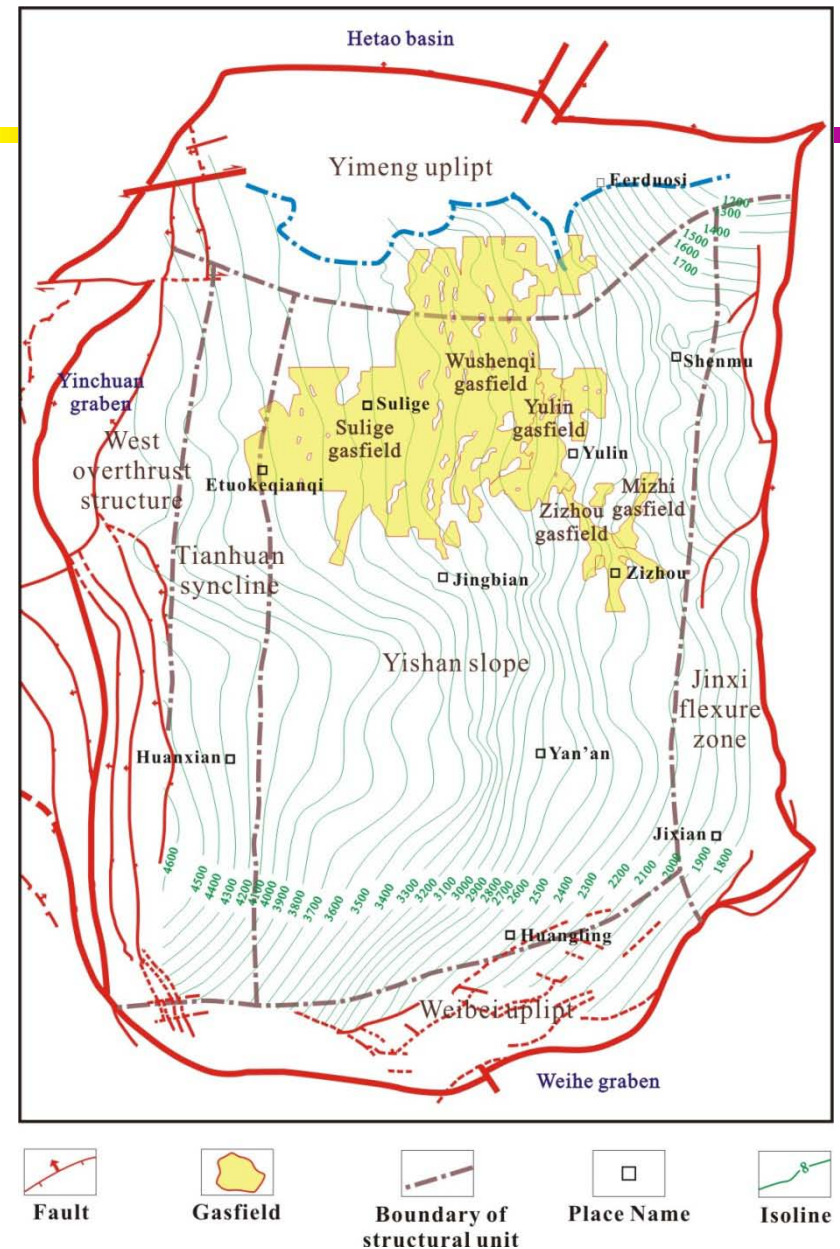 Hetao basin
Yimeng uplipt
Eerduosi
1200
1300
1400
1500
1600
1700
Shenmu
Wushenqi
gasfield
Yinchuan
graben
Sulige
Sulige
gasfield
Yulin
gasfield
Yulin
West
overthrust
structure
Etuokeqianqi
Mizhi
gasfield
Zizhou
gasfield
Tianhuan
syncline
Jingbian
Zizhou
Yishan slope
Jinxi
flexure
zone
Huanxian
Yan'an
Jixian
4600
4500
4400
4300
4200
4100
4000
3900
3800
3700
3600
3500
3400
3300
3200
3100
3000
2900
2800
2700
2600
2500
2400
2300
2200
2100
2000
1900
1800
Huangling
Weibei uplipt
Weihe graben
8
Fault
Gasfield
Boundary of
structural unit
Place Name
Isoline